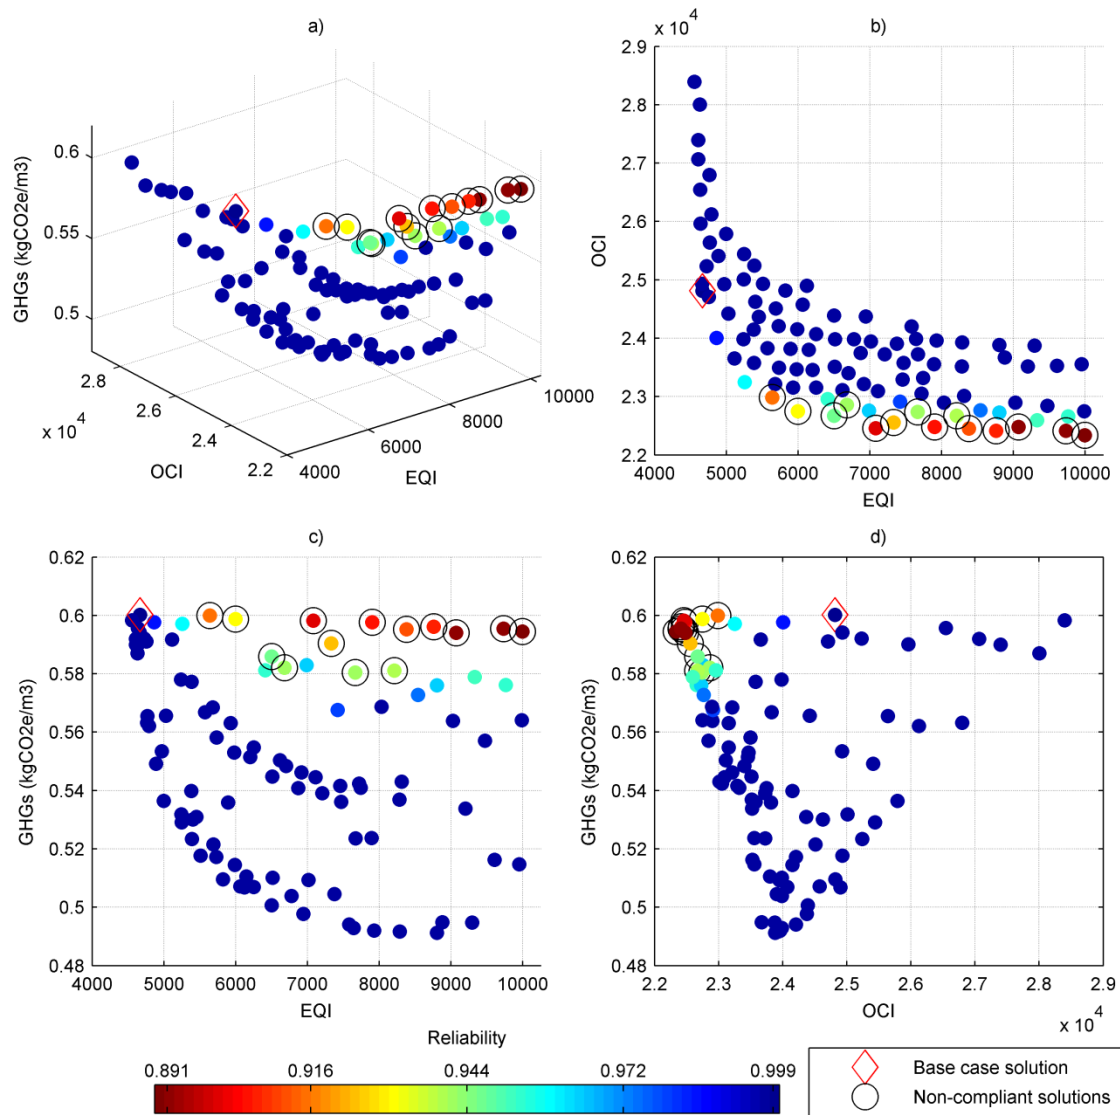 a)
0.6
0.55
0.5
GHGs (kgCO2e/m3)
2.8
2.6
2.4
2.2
x 10^4
OCI
4000
6000
8000
10000
EQI
b)
x 10^4
2.9
2.8
2.7
2.6
2.5
2.4
2.3
2.2
OCI
4000 5000 6000 7000 8000 9000 10000
EQI
c)
0.62
0.6
0.58
0.56
0.54
0.52
0.5
0.48
GHGs (kgCO2e/m3)
4000 5000 6000 7000 8000 9000 10000
EQI
d)
0.62
0.6
0.58
0.56
0.54
0.52
0.5
0.48
GHGs (kgCO2e/m3)
2.2 2.3 2.4 2.5 2.6 2.7 2.8 2.9
OCI
x 10^4
Reliability
0.891 0.916 0.944 0.972 0.999
Base case solution
Non-compliant solutions